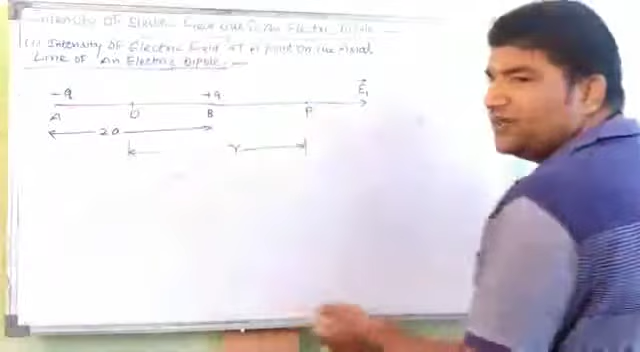 Intensity OF Electric Field due to An Electric Dipole
(i) Intensity OF Electric Field AT A point On the Axial
Line OF An Electric Dipole
-q +q E₁
A O B P
2a
r